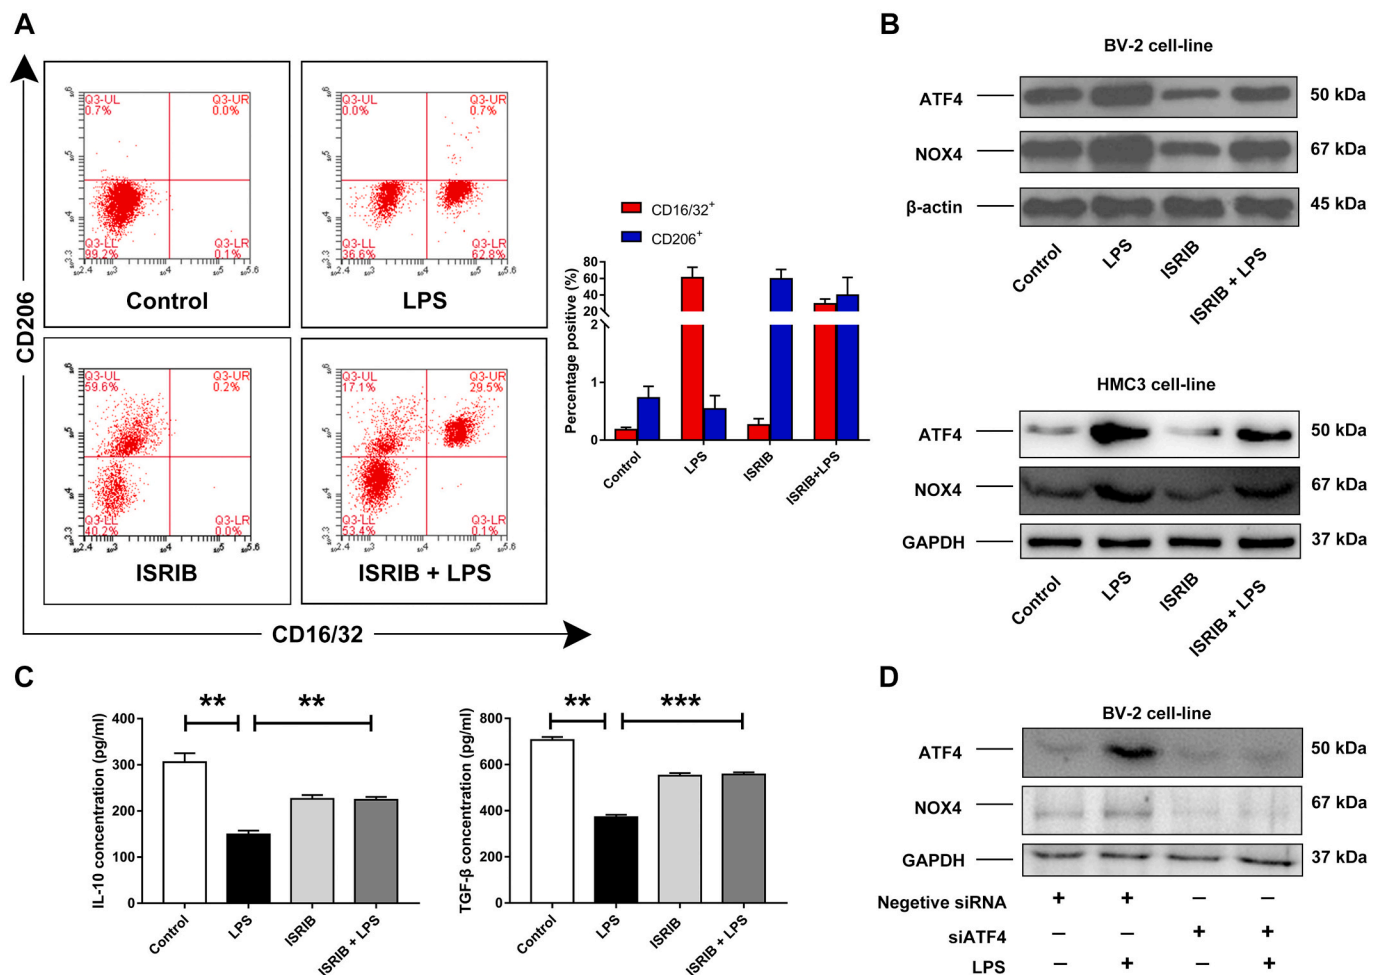 A
CD206
Q3-UL
0.7%
Q3-UR
0.0%
Q3-LL
99.2%
Q3-LR
0.1%
Control
Q3-UL
0.0%
Q3-UR
0.7%
Q3-LL
36.6%
Q3-LR
62.8%
LPS
Q3-UL
59.6%
Q3-UR
0.2%
Q3-LL
40.2%
Q3-LR
0.0%
ISRIB
Q3-UL
17.1%
Q3-UR
29.5%
Q3-LL
53.4%
Q3-LR
0.1%
ISRIB + LPS
CD16/32
CD16/32+
CD206+
Percentage positive (%)
80
60
40
20
2
1
0
Control
LPS
ISRIB
ISRIB+LPS
B
BV-2 cell-line
ATF4 50 kDa
NOX4 67 kDa
β-actin 45 kDa
Control
LPS
ISRIB
ISRIB + LPS
HMC3 cell-line
ATF4 50 kDa
NOX4 67 kDa
GAPDH 37 kDa
Control
LPS
ISRIB
ISRIB + LPS
C
IL-10 concentration (pg/ml)
400
300
200
100
0
** **
Control
LPS
ISRIB
ISRIB + LPS
TGF-β concentration (pg/ml)
800
600
400
200
0
** ***
Control
LPS
ISRIB
ISRIB + LPS
D
BV-2 cell-line
ATF4 50 kDa
NOX4 67 kDa
GAPDH 37 kDa
Negetive siRNA + + − −
siATF4 − − + +
LPS − + − +